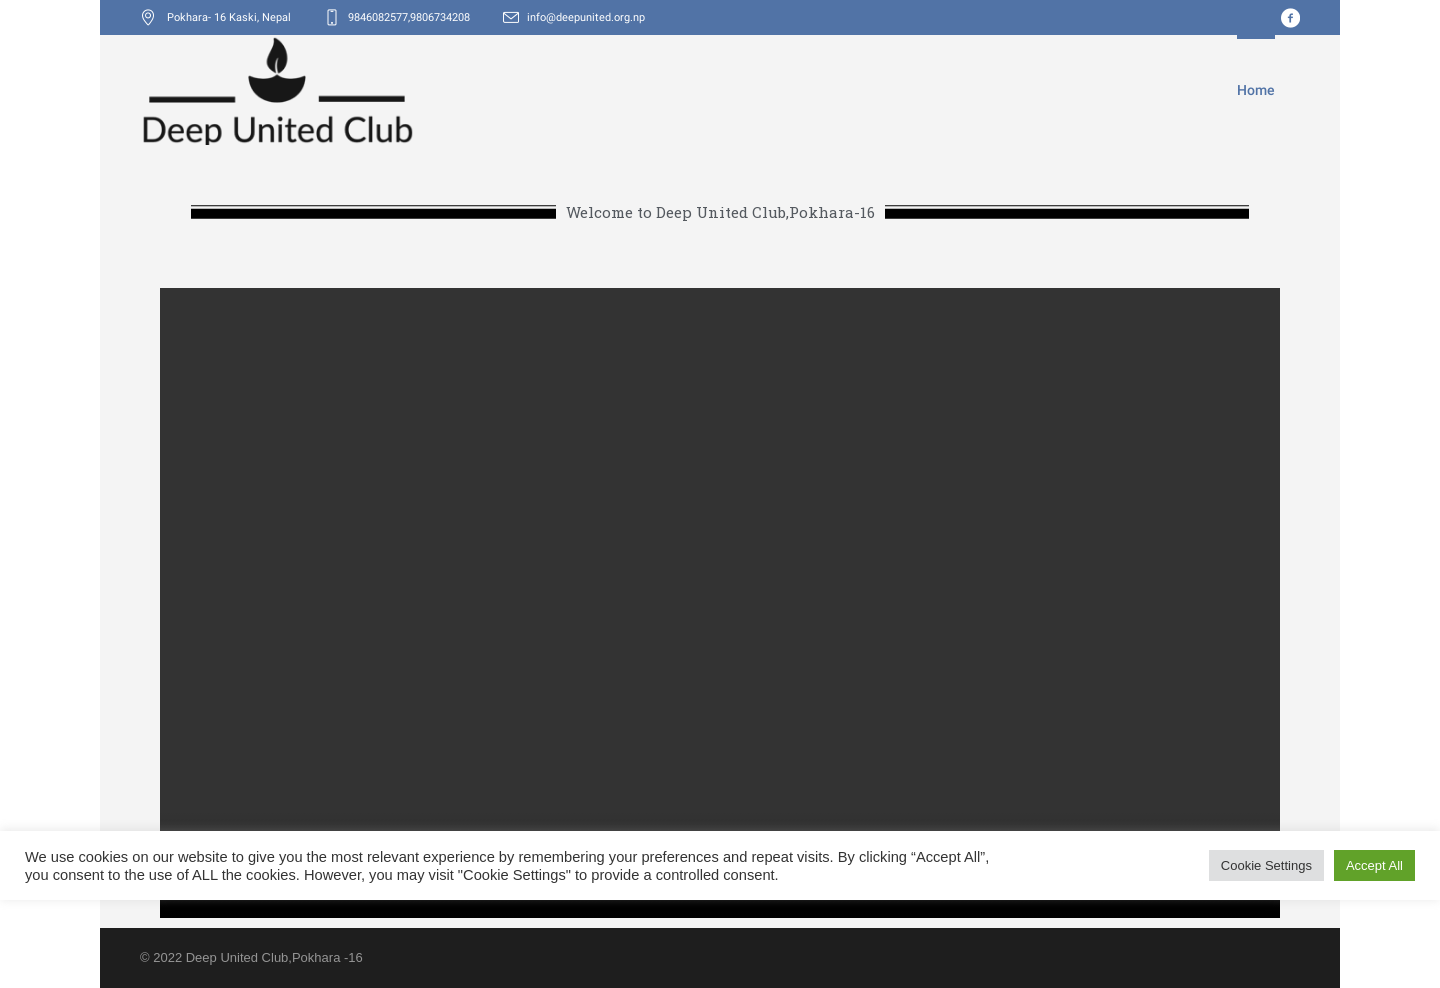 Pokhara- 16 Kaski, Nepal
9846082577,9806734208
info@deepunited.org.np
Deep United Club
Home
Welcome to Deep United Club,Pokhara-16
We use cookies on our website to give you the most relevant experience by remembering your preferences and repeat visits. By clicking “Accept All”,
you consent to the use of ALL the cookies. However, you may visit "Cookie Settings" to provide a controlled consent.
Cookie Settings
Accept All
© 2022 Deep United Club,Pokhara -16